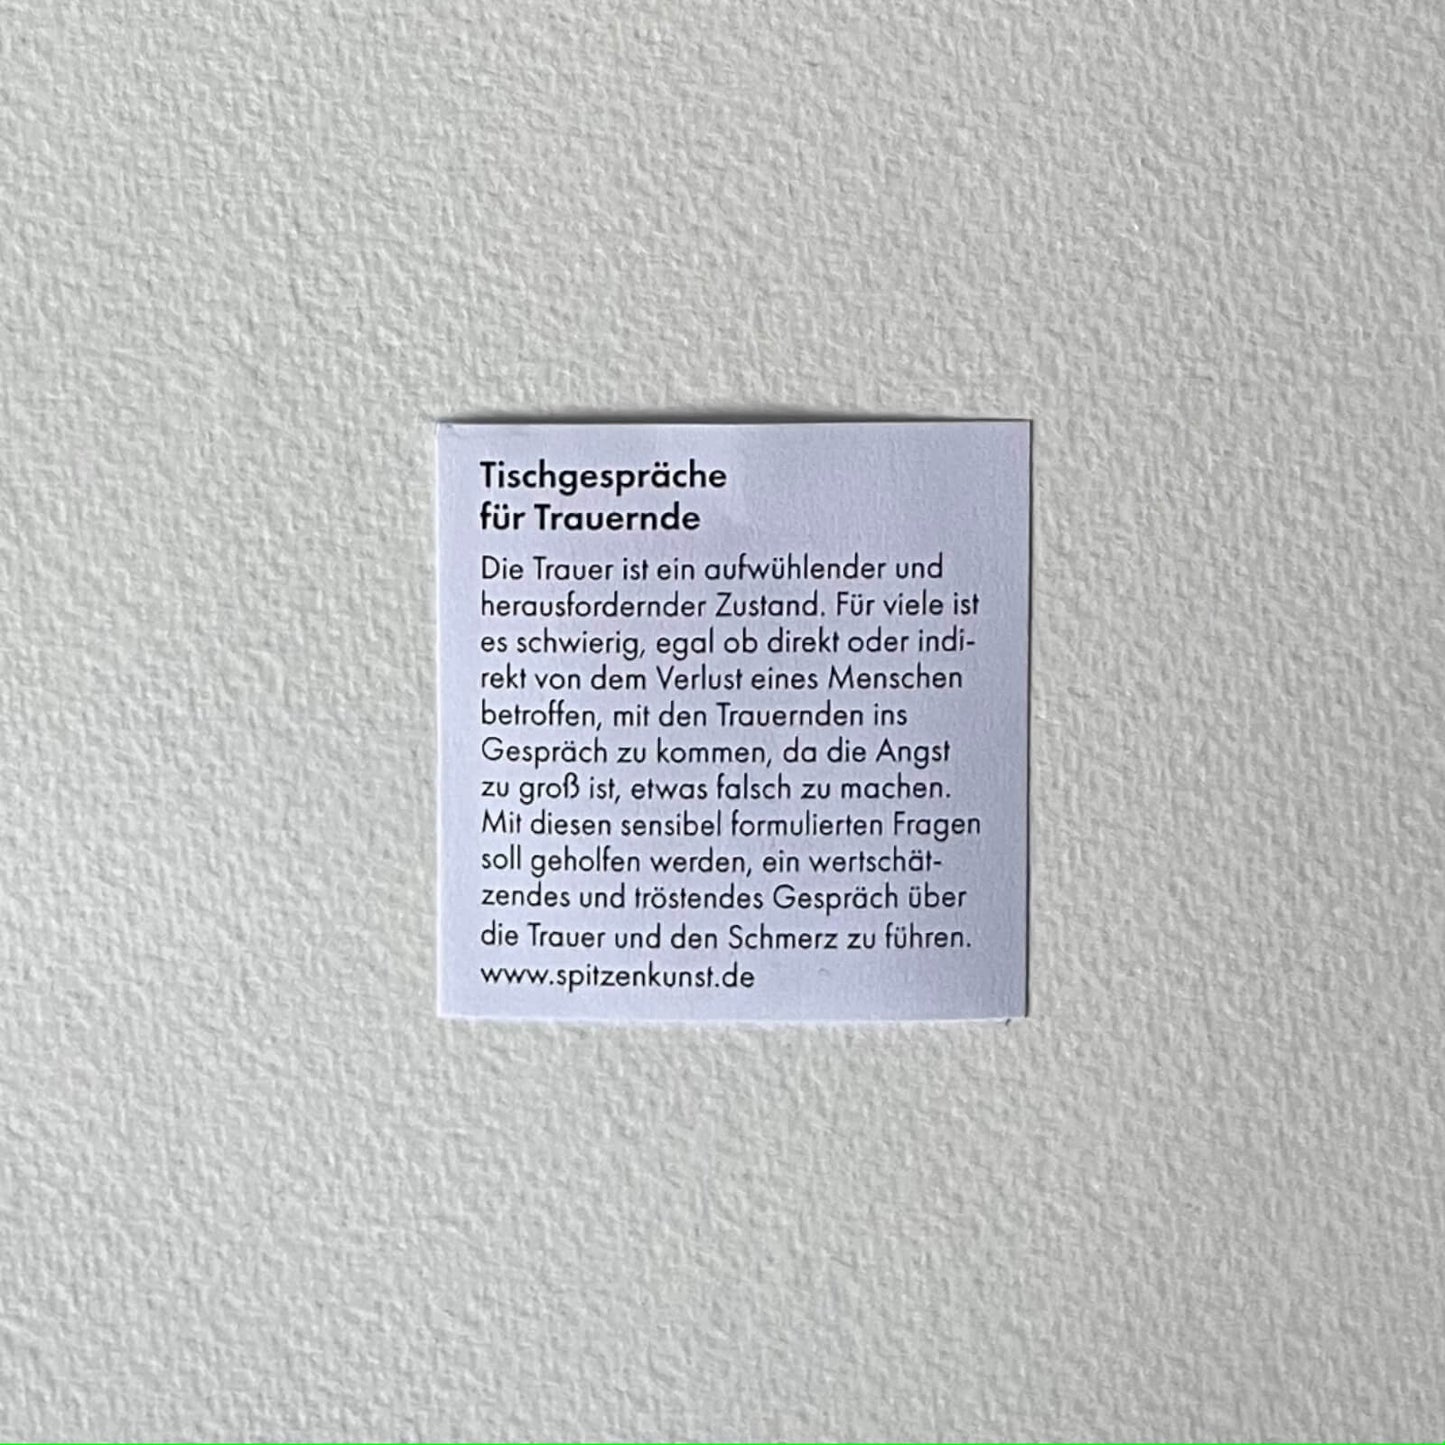 Tischgespräche
für Trauernde
Die Trauer ist ein aufwühlender und
herausfordernder Zustand. Für viele ist
es schwierig, egal ob direkt oder indi-
rekt von dem Verlust eines Menschen
betroffen, mit den Trauernden ins
Gespräch zu kommen, da die Angst
zu groß ist, etwas falsch zu machen.
Mit diesen sensibel formulierten Fragen
soll geholfen werden, ein wertschät-
zendes und tröstendes Gespräch über
die Trauer und den Schmerz zu führen.
www.spitzenkunst.de